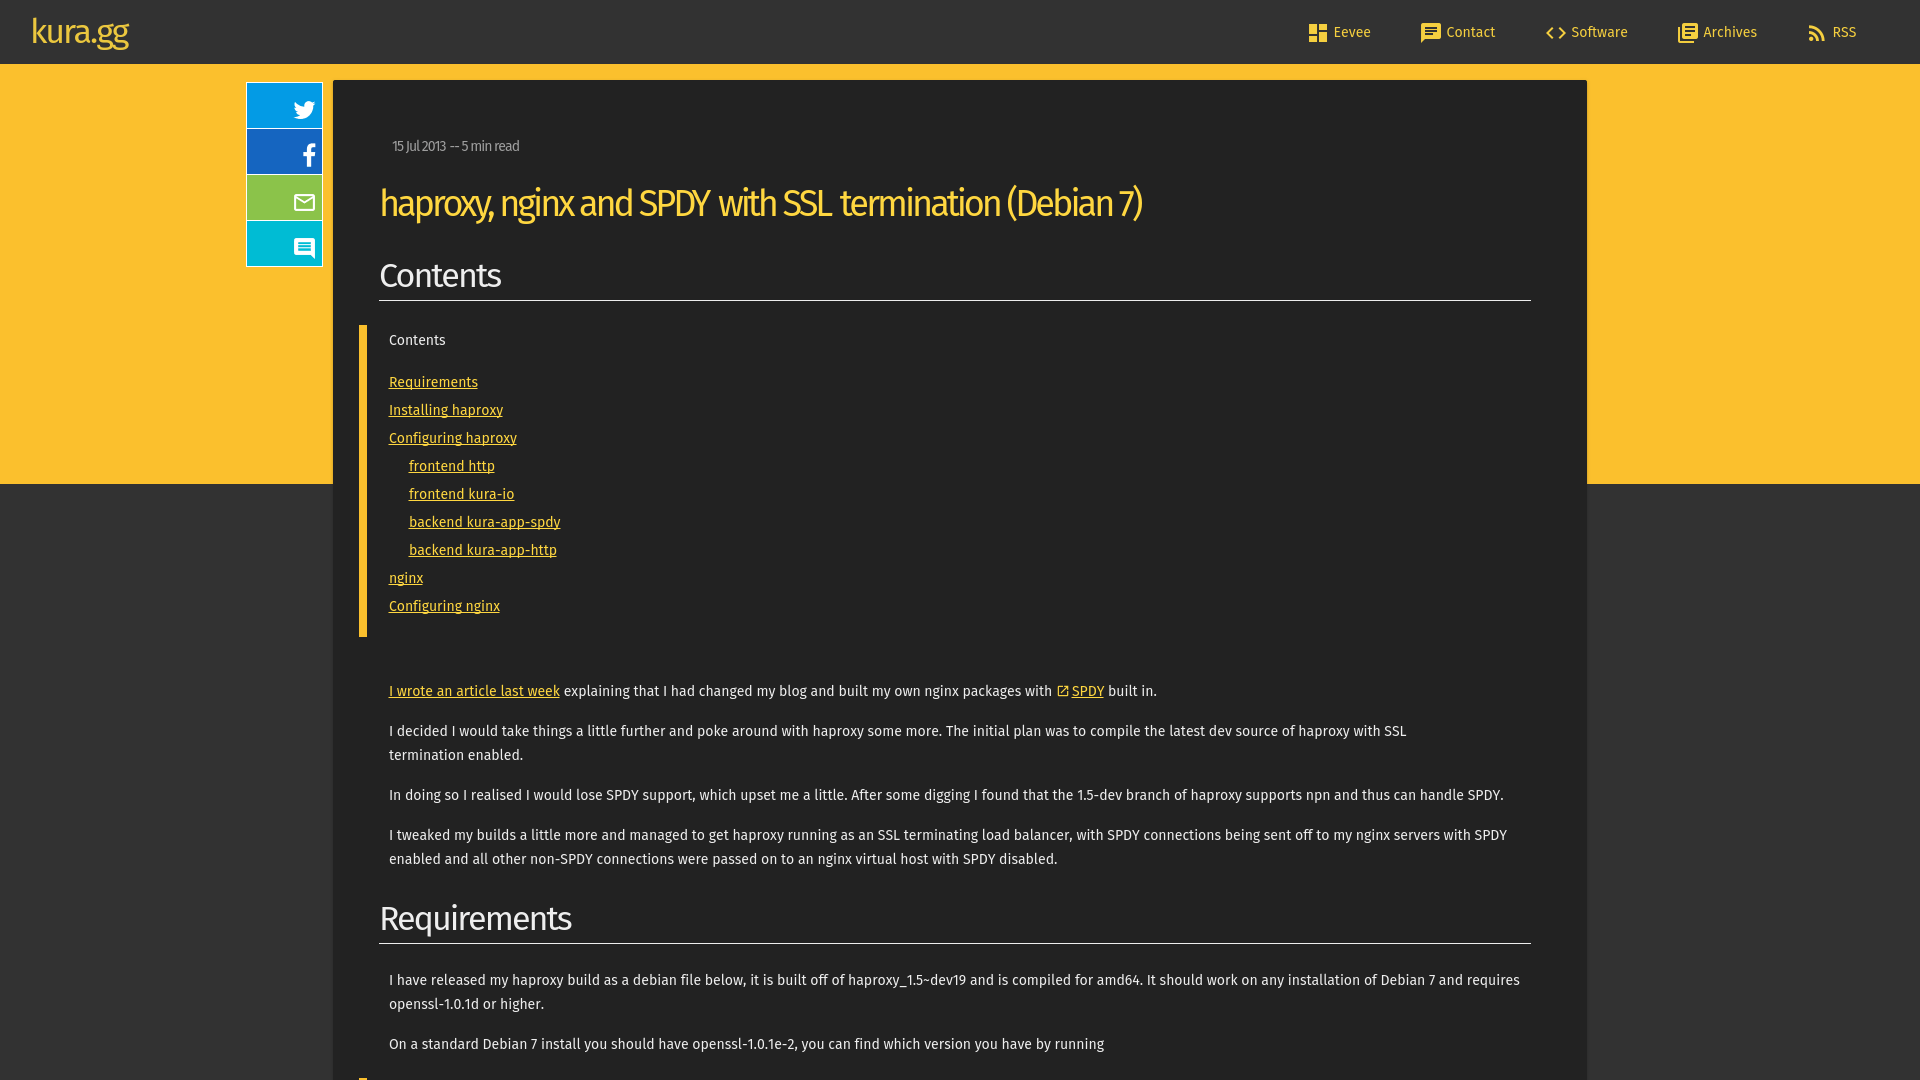 kura.gg
Eevee
Contact
Software
Archives
RSS
15 Jul 2013 -- 5 min read
haproxy, nginx and SPDY with SSL termination (Debian 7)
Contents
Contents
Requirements
Installing haproxy
Configuring haproxy
frontend http
frontend kura-io
backend kura-app-spdy
backend kura-app-http
nginx
Configuring nginx
I wrote an article last week explaining that I had changed my blog and built my own nginx packages with SPDY built in.
I decided I would take things a little further and poke around with haproxy some more. The initial plan was to compile the latest dev source of haproxy with SSL
termination enabled.
In doing so I realised I would lose SPDY support, which upset me a little. After some digging I found that the 1.5-dev branch of haproxy supports npn and thus can handle SPDY.
I tweaked my builds a little more and managed to get haproxy running as an SSL terminating load balancer, with SPDY connections being sent off to my nginx servers with SPDY
enabled and all other non-SPDY connections were passed on to an nginx virtual host with SPDY disabled.
Requirements
I have released my haproxy build as a debian file below, it is built off of haproxy_1.5~dev19 and is compiled for amd64. It should work on any installation of Debian 7 and requires
openssl-1.0.1d or higher.
On a standard Debian 7 install you should have openssl-1.0.1e-2, you can find which version you have by running